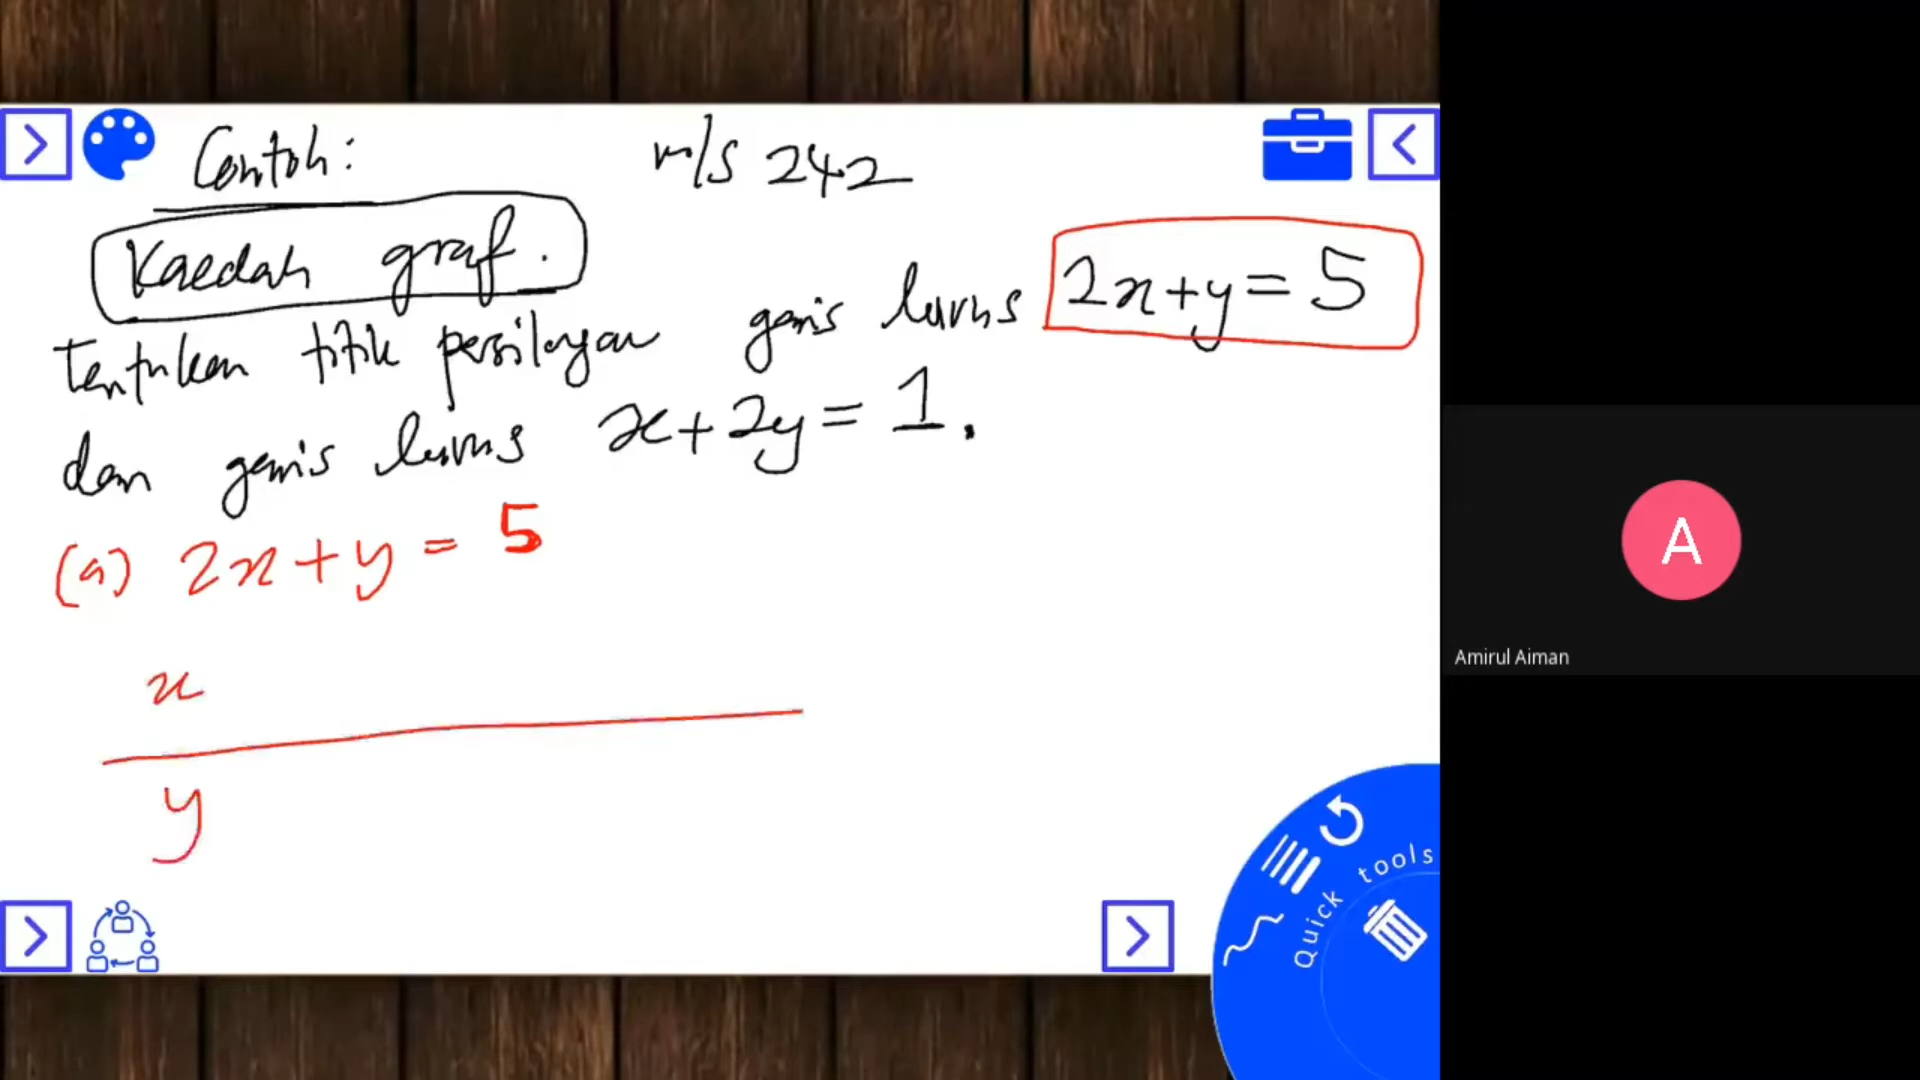 Contoh: m/s 242
Kaedah graf.
Tentukan titik persilangan garis lurus 2x+y=5
dan garis lurus x+2y=1.
(a) 2x+y=5
x
y
Quick tools
A
Amirul Aiman